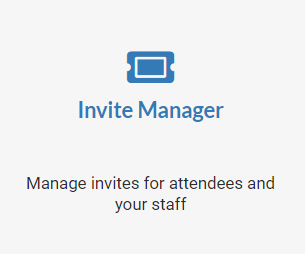 Invite Manager
Manage invites for attendees and
your staff